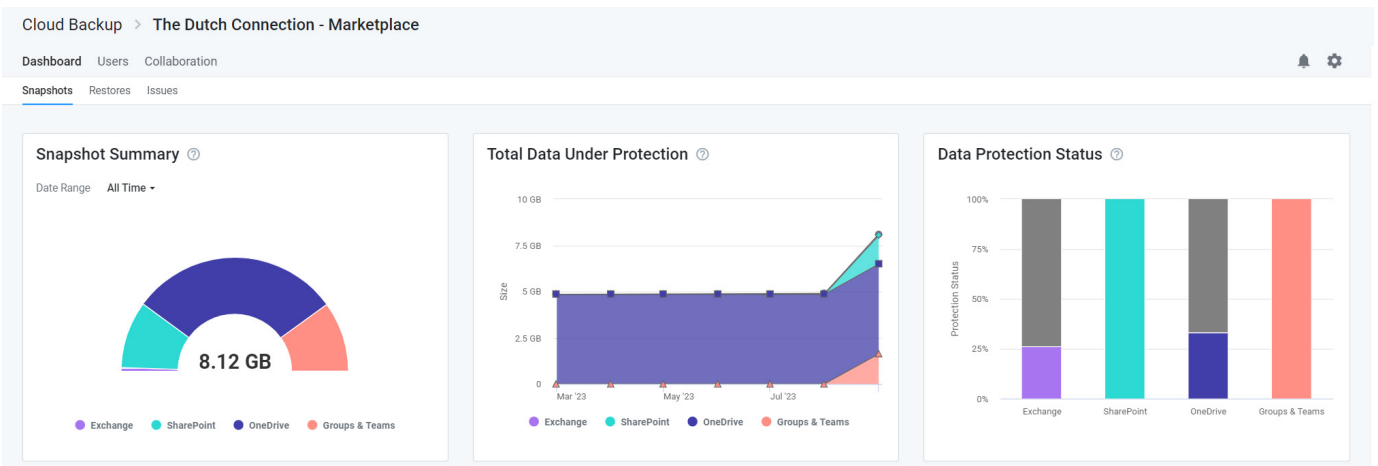 Cloud Backup > The Dutch Connection - Marketplace
Dashboard Users Collaboration
Snapshots Restores Issues
Snapshot Summary ?
Date Range All Time
8.12 GB
Exchange SharePoint OneDrive Groups & Teams
Total Data Under Protection ?
10 GB
7.5 GB
5 GB
2.5 GB
0
Size
Mar '23 May '23 Jul '23
Exchange SharePoint OneDrive Groups & Teams
Data Protection Status ?
100%
75%
50%
25%
0%
Protection Status
Exchange SharePoint OneDrive Groups & Teams